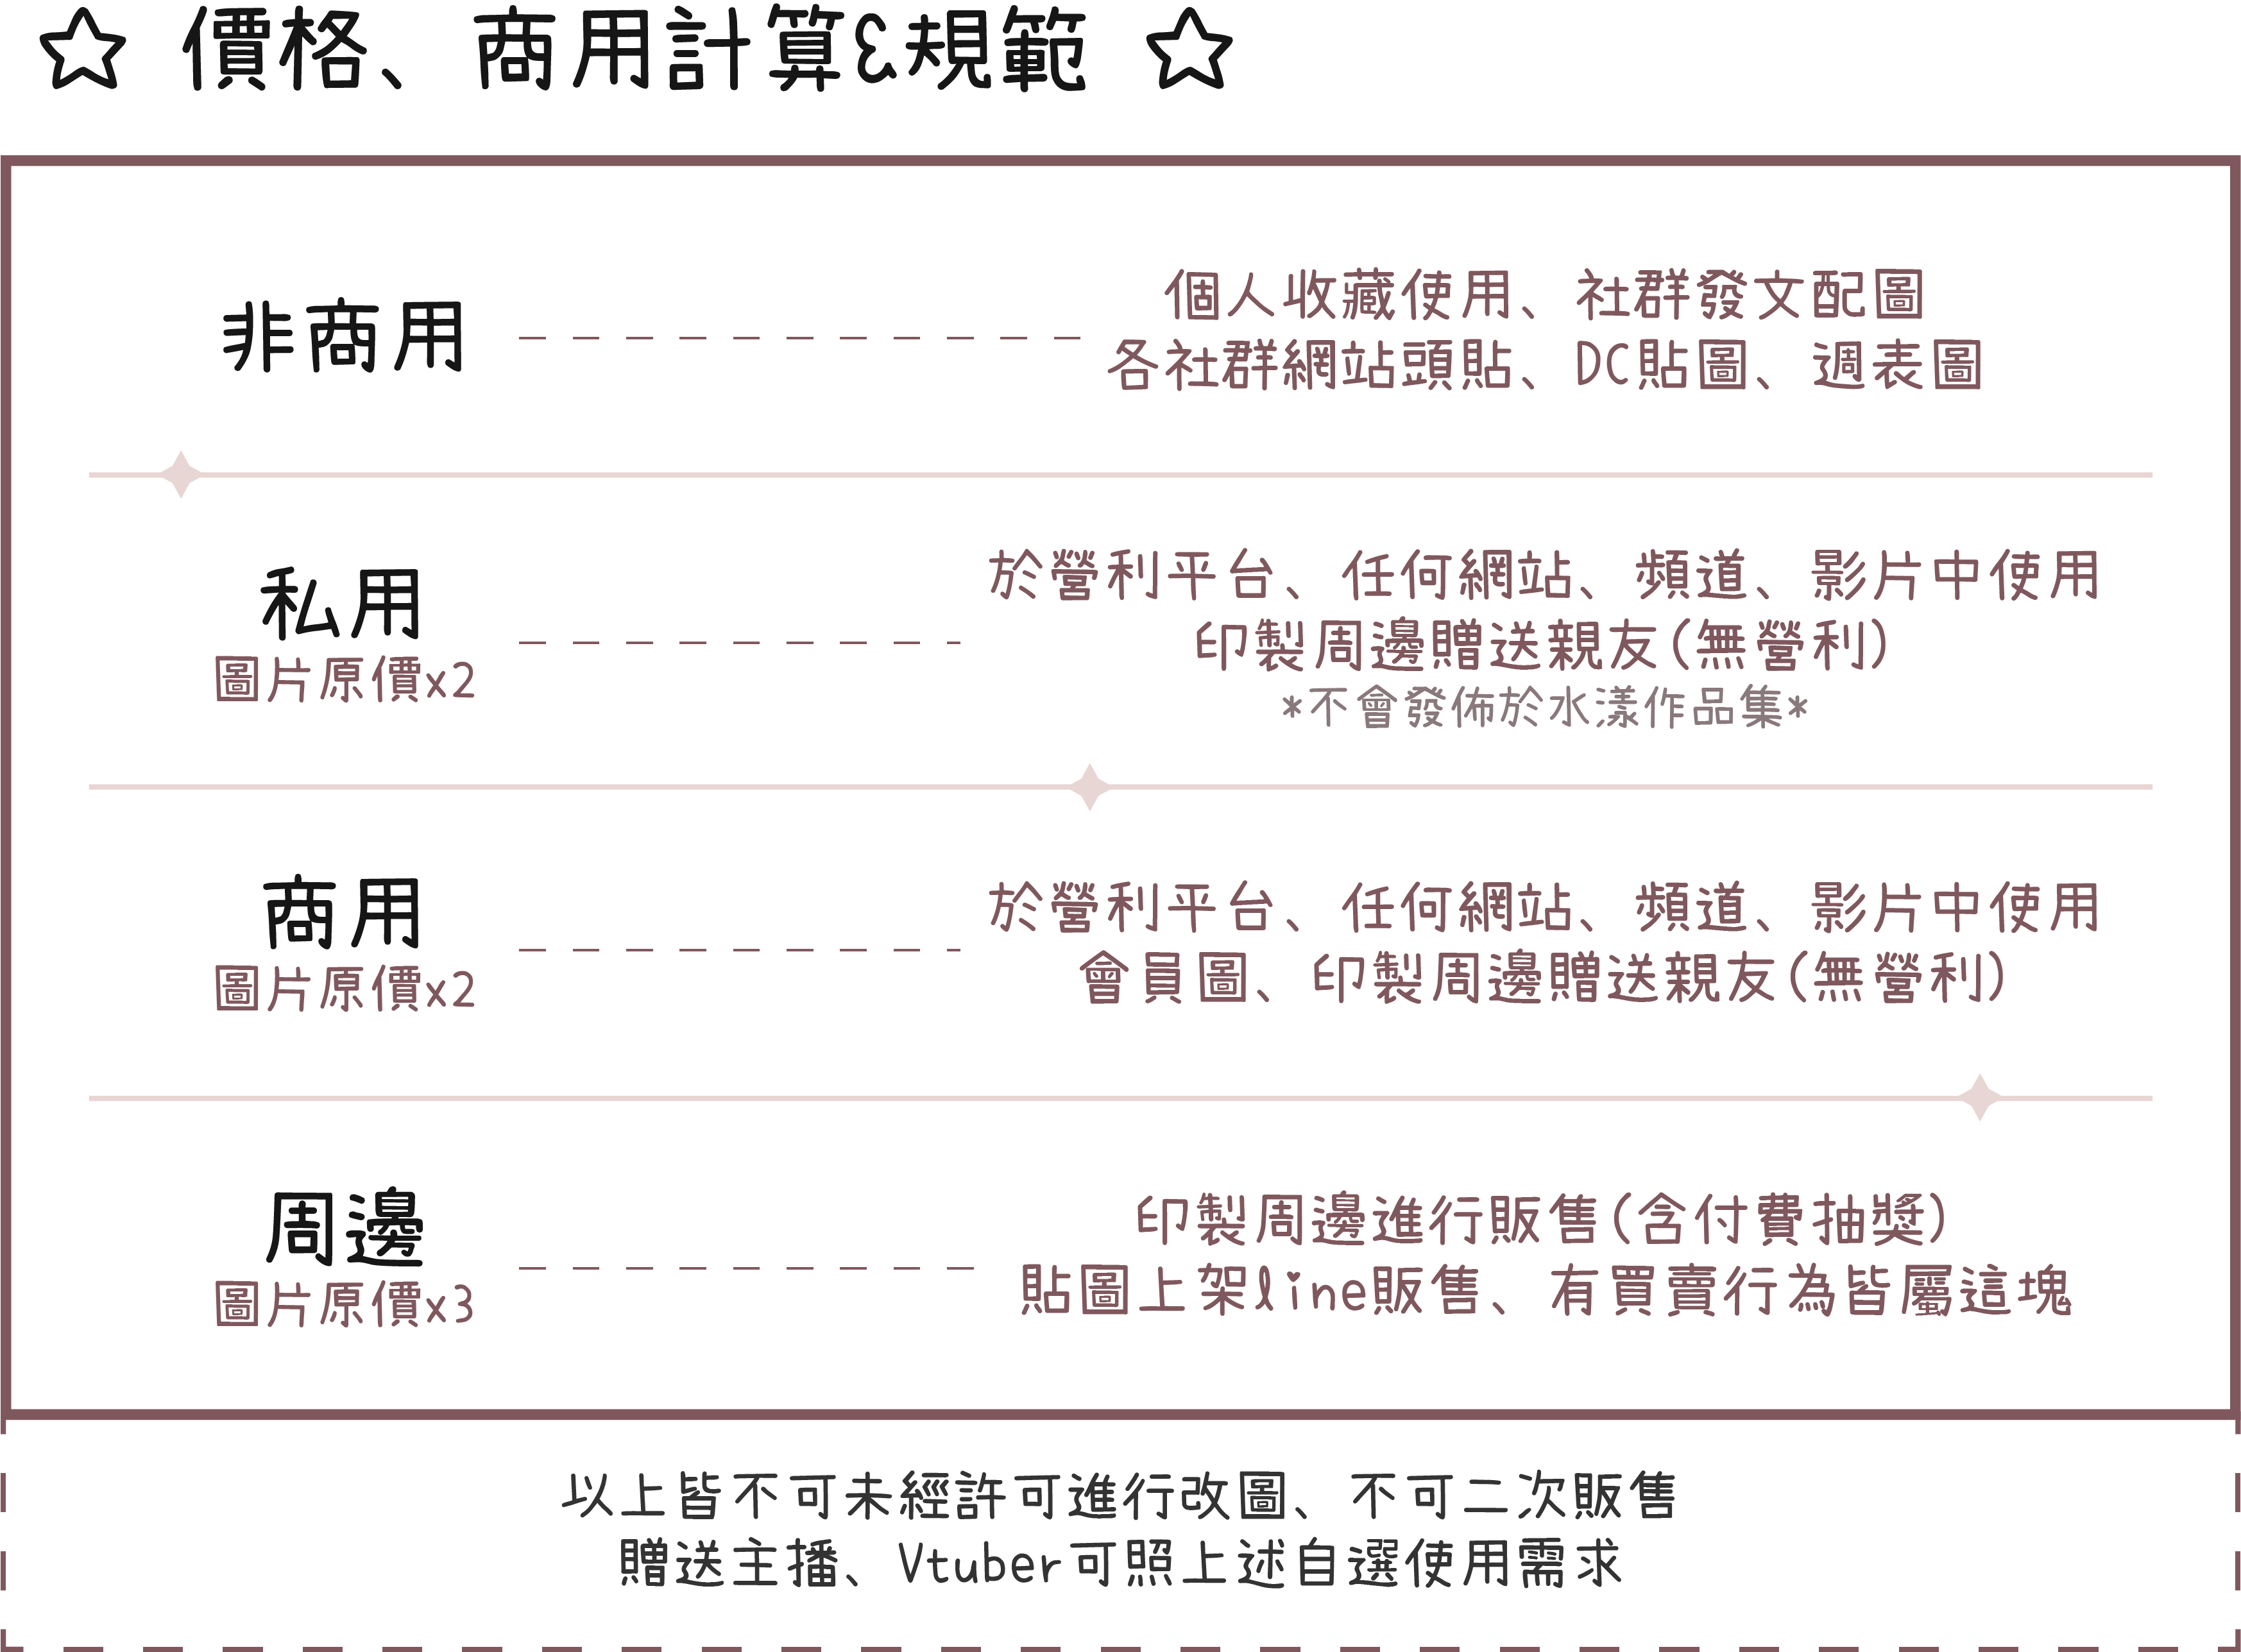 ☆ 價格、商用計算&規範 ☆
非商用
個人收藏使用、社群發文配圖
各社群網站頭貼、DC貼圖、週表圖
私用
圖片原價x2
於營利平台、任何網站、頻道、影片中使用
印製周邊贈送親友(無營利)
*不會發佈於水漾作品集*
商用
圖片原價x2
於營利平台、任何網站、頻道、影片中使用
會員圖、印製周邊贈送親友(無營利)
周邊
圖片原價x3
印製周邊進行販售(含付費抽獎)
貼圖上架line販售、有買賣行為皆屬這塊
以上皆不可未經許可進行改圖、不可二次販售
贈送主播、Vtuber可照上述自選使用需求